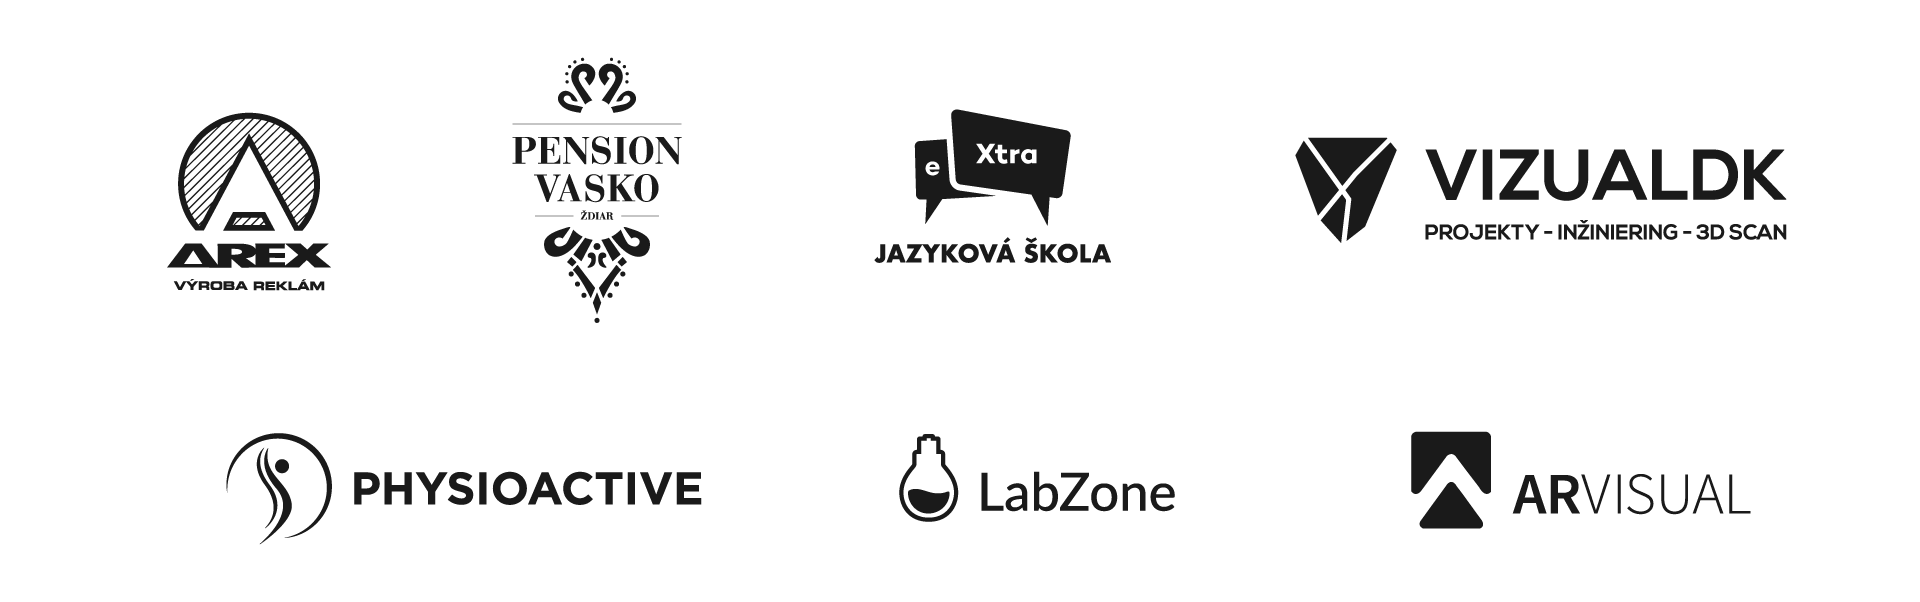 AREX
VÝROBA REKLÁM
PENSION
VASKO
ŽDIAR
e
Xtra
JAZYKOVÁ ŠKOLA
VIZUALDK
PROJEKTY - INŽINIERING - 3D SCAN
PHYSIOACTIVE
LabZone
ARVISUAL